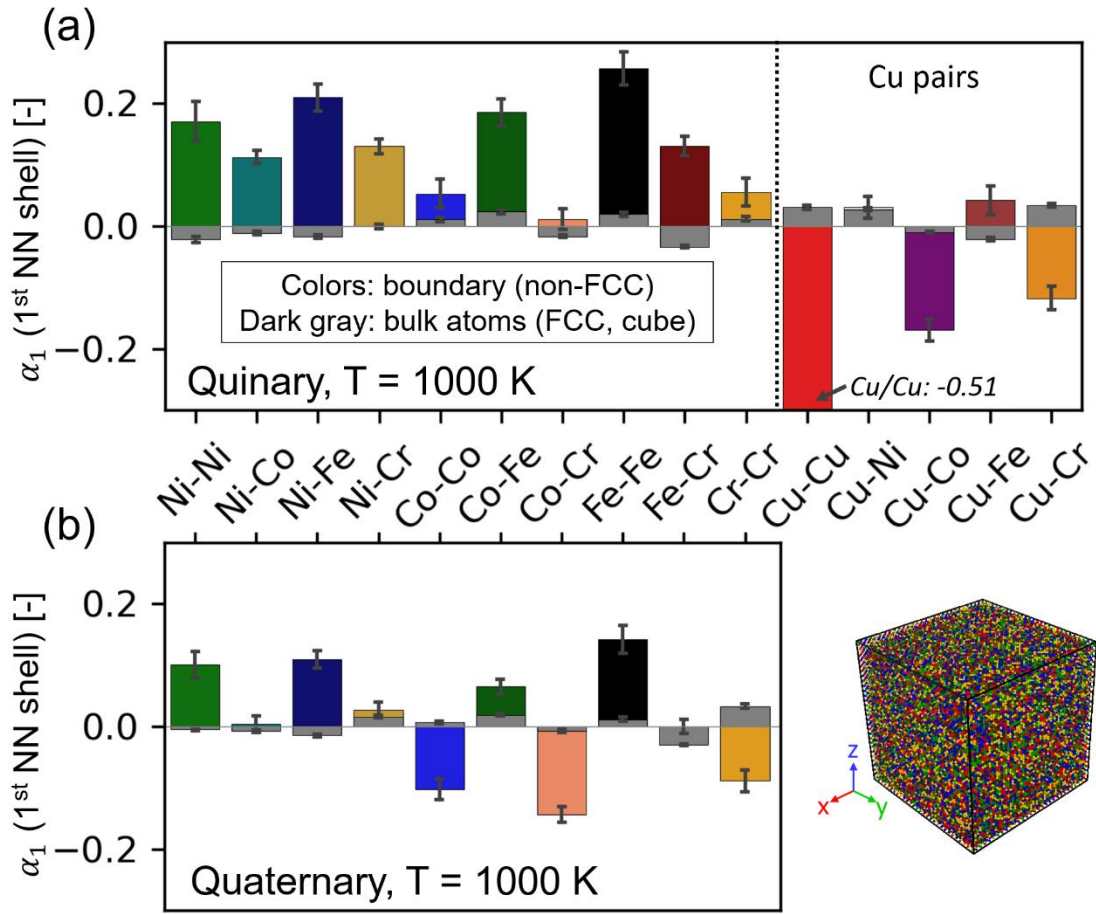 (a)
0.2
0.0
−0.2
α₁ (1st NN shell) [-]
Cu pairs
Colors: boundary (non-FCC)
Dark gray: bulk atoms (FCC, cube)
Quinary, T = 1000 K
Cu/Cu: -0.51
Ni-Ni
Ni-Co
Ni-Fe
Ni-Cr
Co-Co
Co-Fe
Co-Cr
Fe-Fe
Fe-Cr
Cr-Cr
Cu-Cu
Cu-Ni
Cu-Co
Cu-Fe
Cu-Cr
(b)
0.2
0.0
−0.2
α₁ (1st NN shell) [-]
Quaternary, T = 1000 K
z
x
y